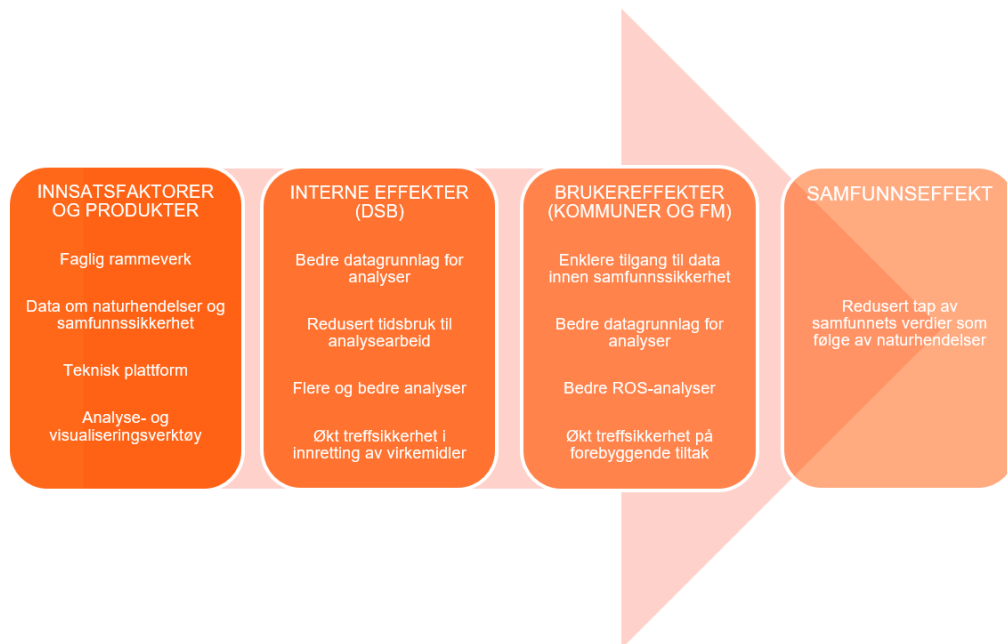 INNSATSFAKTORER
OG PRODUKTER
Faglig rammeverk
Data om naturhendelser og
samfunnssikkerhet
Teknisk plattform
Analyse- og
visualiseringsverktøy
INTERNE EFFEKTER
(DSB)
Bedre datagrunnlag for
analyser
Redusert tidsbruk til
analysearbeid
Flere og bedre analyser
Økt treffsikkerhet i
innretting av virkemidler
BRUKEREFFEKTER
(KOMMUNER OG FM)
Enklere tilgang til data
innen samfunnssikerhet
Bedre datagrunnlag for
analyser
Bedre ROS-analyser
Økt treffsikkerhet på
forebyggende tiltak
SAMFUNNSEFFEKT
Redusert tap av
samfunnets verdier som
følge av naturhendelser